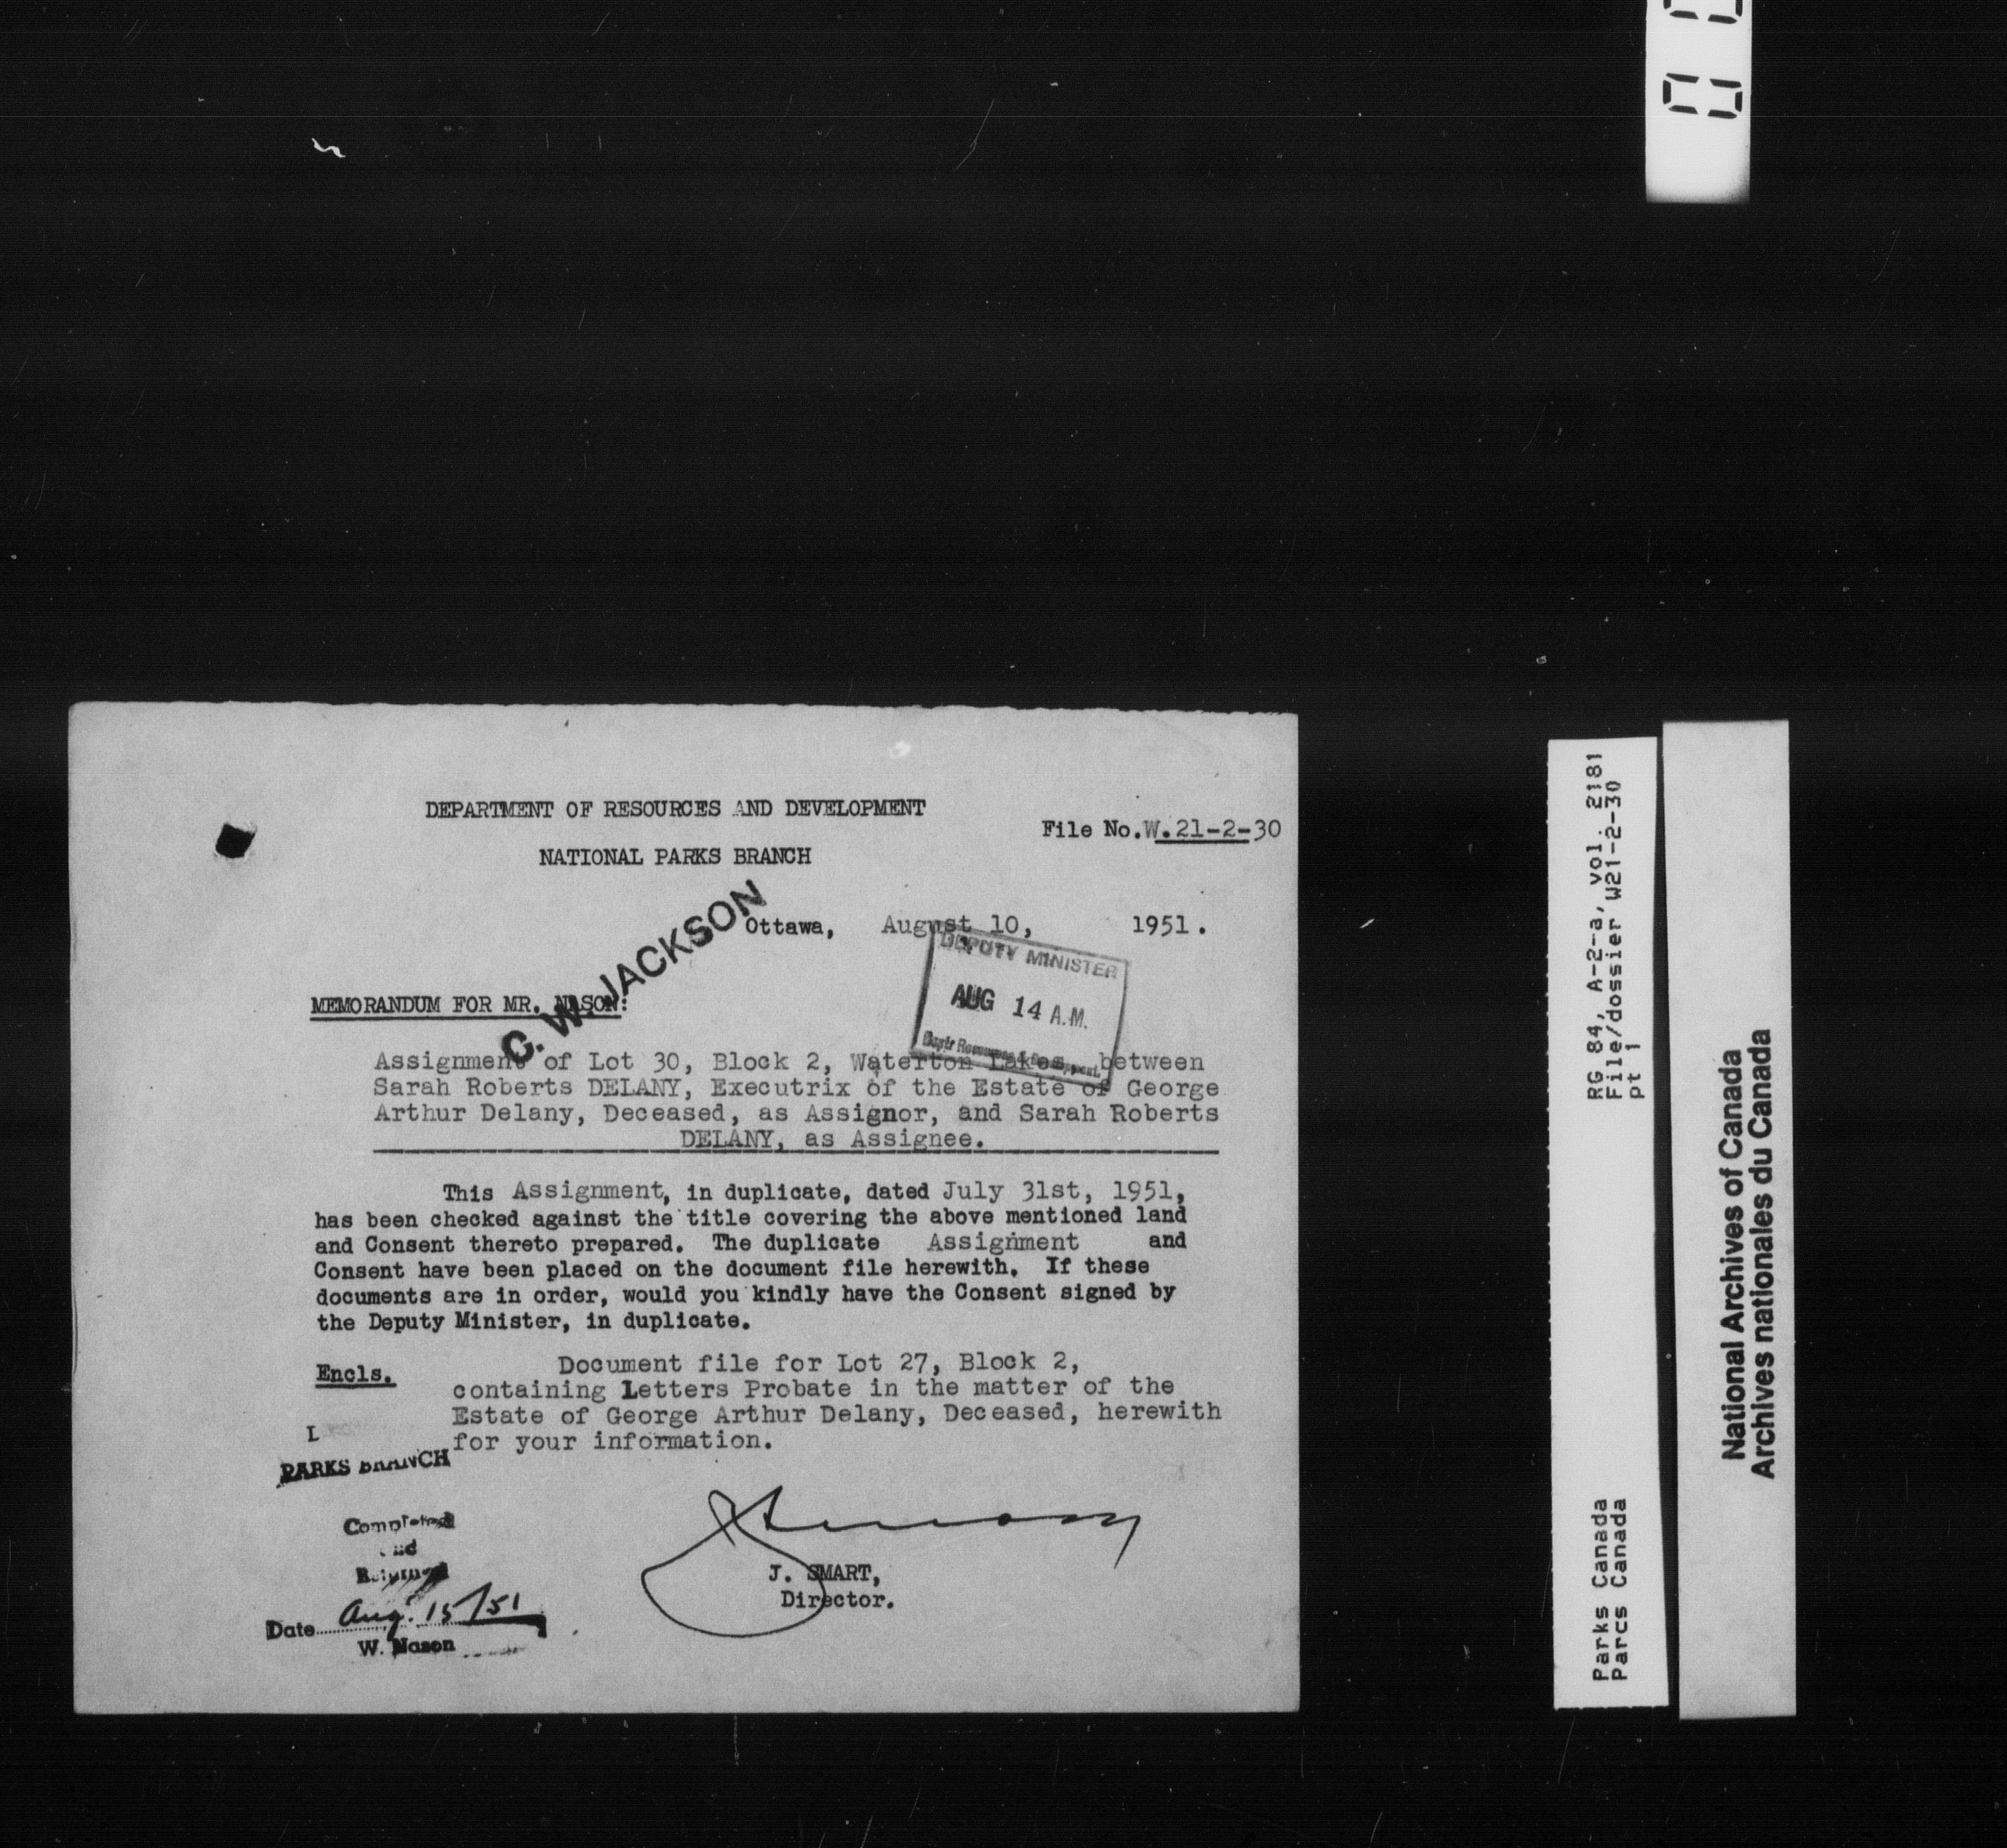 DEPARTMENT OF RESOURCES AND DEVELOPMENT
File No.W.21-2-30
NATIONAL PARKS BRANCH
C. W. JACKSON
Ottawa, August 10, 1951.
DEPUTY MINISTER
AUG 14 A.M.
MEMORANDUM FOR MR. NASON:
Assignment of Lot 30, Block 2, Waterton Lakes, between
Sarah Roberts DELANY, Executrix of the Estate of George
Arthur Delany, Deceased, as Assignor, and Sarah Roberts
DELANY, as Assignee.
This Assignment, in duplicate, dated July 31st, 1951,
has been checked against the title covering the above mentioned land
and Consent thereto prepared. The duplicate Assignment and
Consent have been placed on the document file herewith. If these
documents are in order, would you kindly have the Consent signed by
the Deputy Minister, in duplicate.
Encls.
Document file for Lot 27, Block 2,
containing Letters Probate in the matter of the
Estate of George Arthur Delany, Deceased, herewith
for your information.
L
PARKS BRANCH
Completed
and
Returned
Date Aug. 15/51
W. Nason
J. SMART,
Director.
RG 84, A-2-a, vol. 2181
File/dossier W21-2-30
pt 1
Parks Canada
Parcs Canada
National Archives of Canada
Archives nationales du Canada